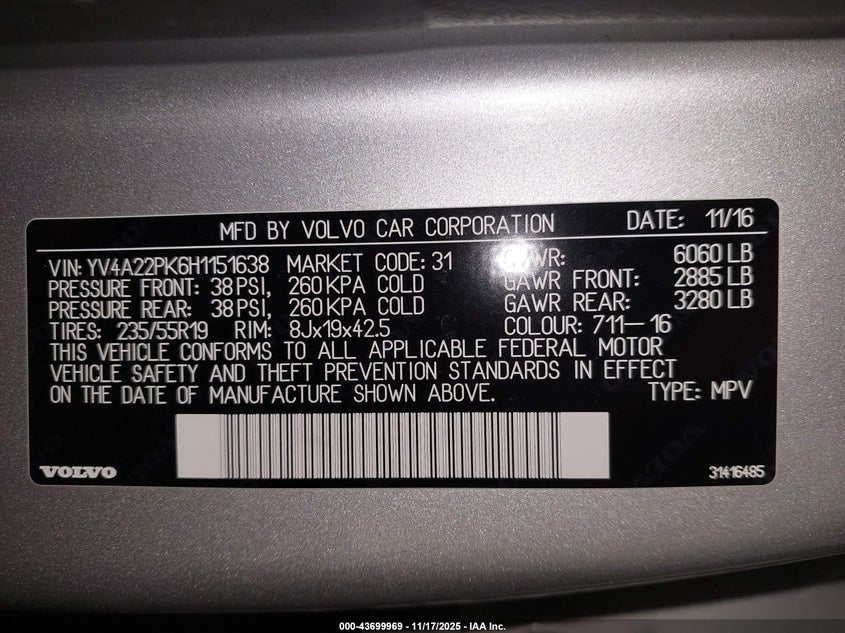 MFD BY VOLVO CAR CORPORATION DATE: 11/16
VIN: YV4A22PK6H1151638 MARKET CODE: 31 GVWR: 6060 LB
PRESSURE FRONT: 38 PSI, 260 KPA COLD GAWR FRONT: 2885 LB
PRESSURE REAR: 38 PSI, 260 KPA COLD GAWR REAR: 3280 LB
TIRES: 235/55R19 RIM: 8Jx19x42.5 COLOUR: 711-16
THIS VEHICLE CONFORMS TO ALL APPLICABLE FEDERAL MOTOR
VEHICLE SAFETY AND THEFT PREVENTION STANDARDS IN EFFECT
ON THE DATE OF MANUFACTURE SHOWN ABOVE. TYPE: MPV
VOLVO 31416485
000-43699969 - 11/17/2025 - IAA Inc.